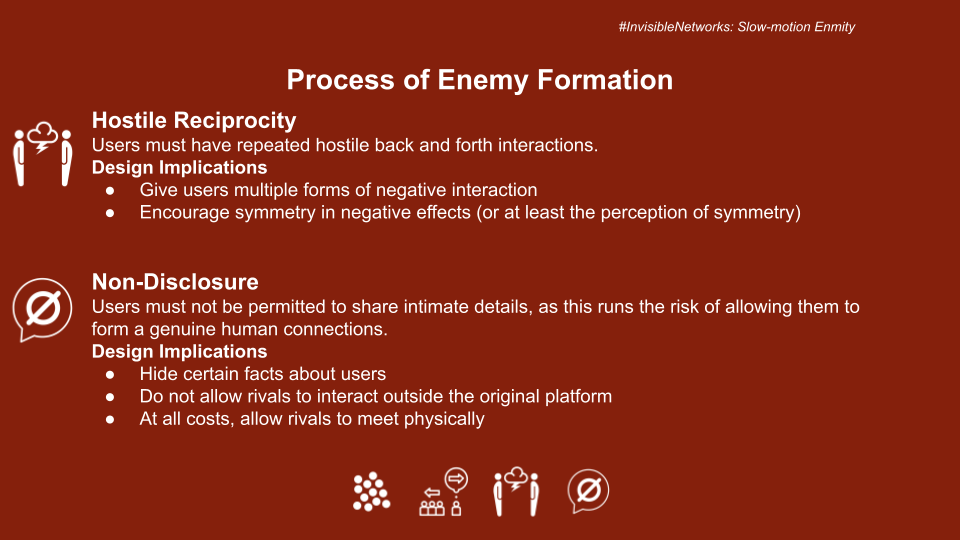 #InvisibleNetworks: Slow-motion Enmity
Process of Enemy Formation
Hostile Reciprocity
Users must have repeated hostile back and forth interactions.
Design Implications
● Give users multiple forms of negative interaction
● Encourage symmetry in negative effects (or at least the perception of symmetry)
Non-Disclosure
Users must not be permitted to share intimate details, as this runs the risk of allowing them to
form a genuine human connections.
Design Implications
● Hide certain facts about users
● Do not allow rivals to interact outside the original platform
● At all costs, allow rivals to meet physically